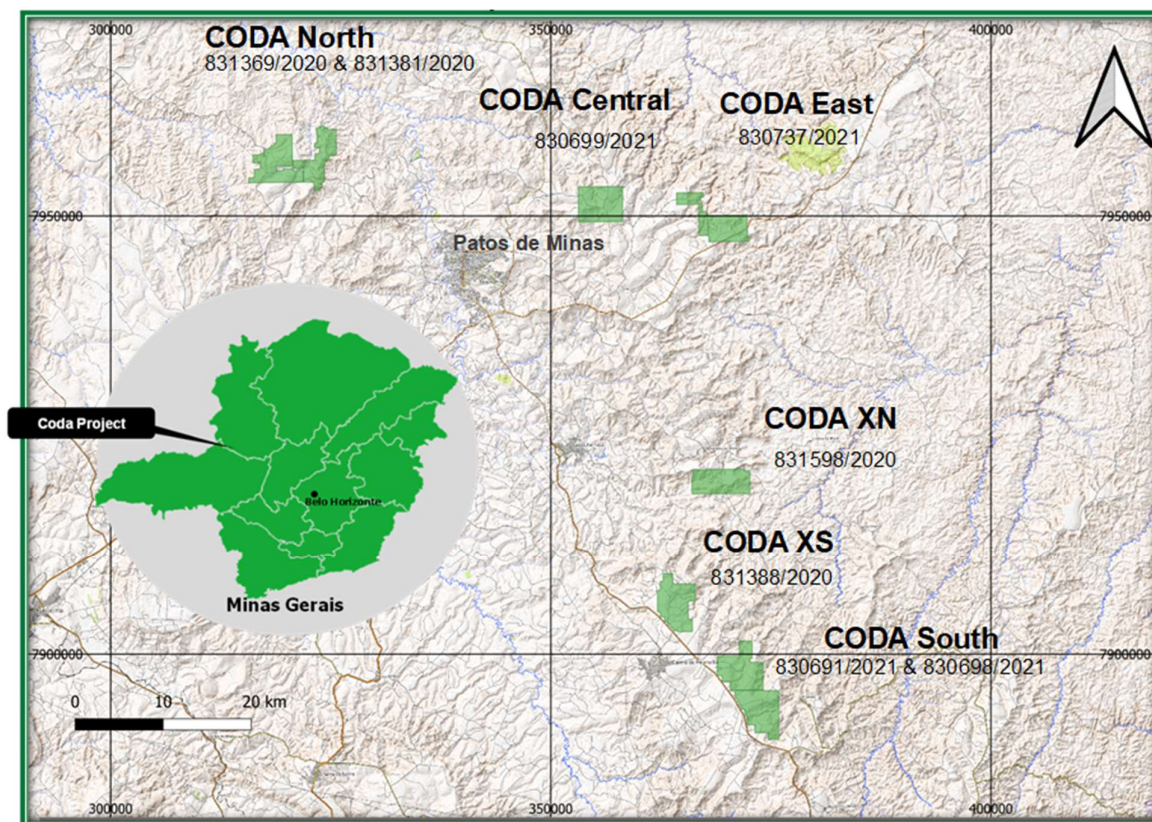 300000
350000
400000
CODA North
831369/2020 & 831381/2020
CODA Central
830699/2021
CODA East
830737/2021
7950000
7950000
Patos de Minas
Coda Project
Belo Horizonte
Minas Gerais
CODA XN
831598/2020
CODA XS
831388/2020
CODA South
830691/2021 & 830698/2021
7900000
7900000
0 10 20 km
300000
350000
400000